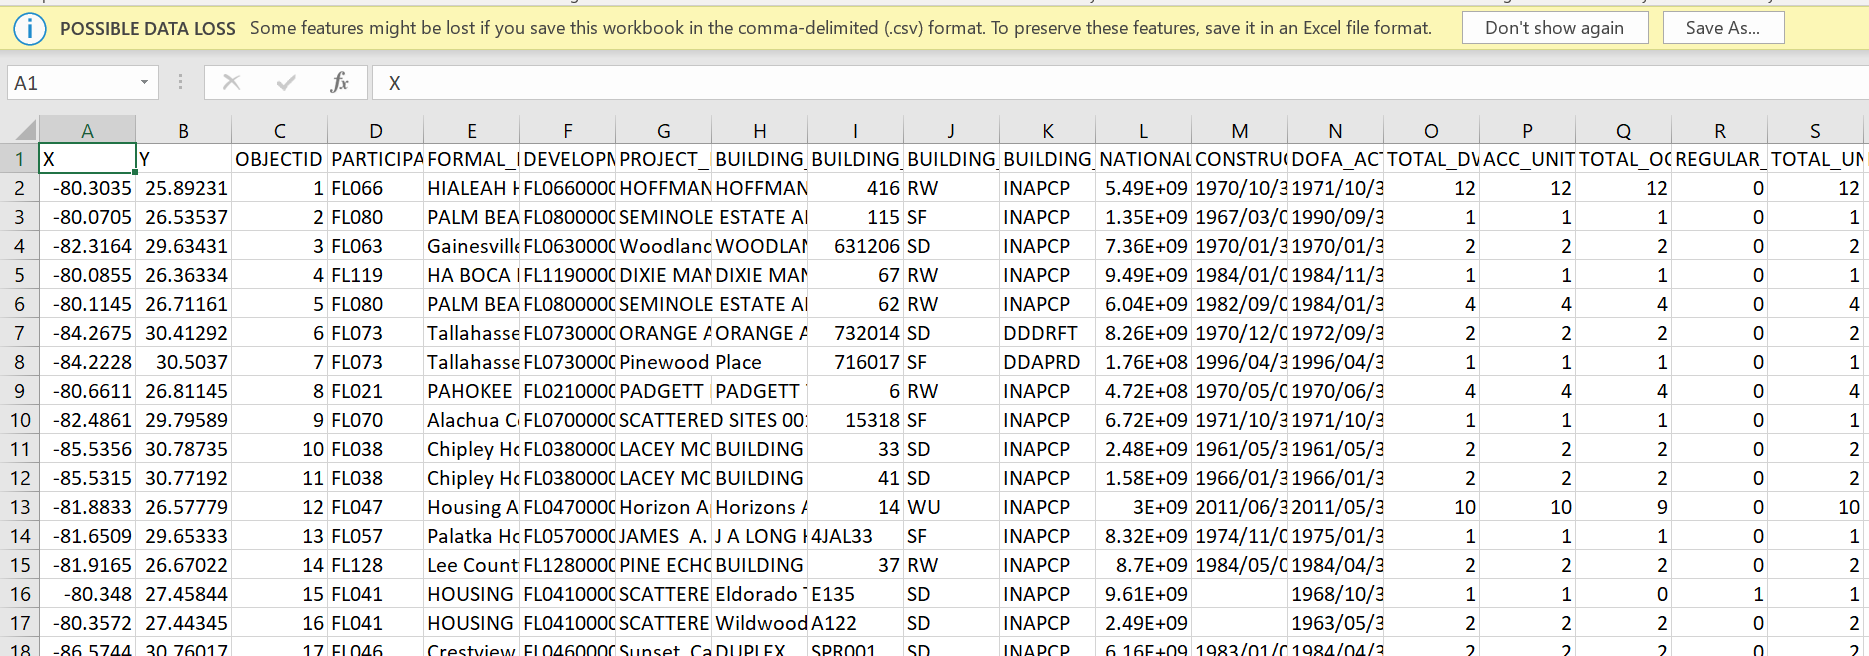 POSSIBLE DATA LOSS Some features might be lost if you save this workbook in the comma-delimited (.csv) format. To preserve these features, save it in an Excel file format. Don't show again Save As...
A1 fx X
A B C D E F G H I J K L M N O P Q R S
1 X Y OBJECTID PARTICIPA FORMAL_ DEVELOPM PROJECT_ BUILDING_ BUILDING_ BUILDING_ BUILDING_ NATIONAL CONSTRUC DOFA_ACT TOTAL_DW ACC_UNIT TOTAL_OC REGULAR_ TOTAL_UN
2 -80.3035 25.89231 1 FL066 HIALEAH H FL0660000 HOFFMAN HOFFMAN 416 RW INAPCP 5.49E+09 1970/10/3 1971/10/3 12 12 12 0 12
3 -80.0705 26.53537 2 FL080 PALM BEA FL0800000 SEMINOLE ESTATE A 115 SF INAPCP 1.35E+09 1967/03/0 1990/09/3 1 1 1 0 1
4 -82.3164 29.63431 3 FL063 Gainesville FL0630000 Woodland WOODLAN 631206 SD INAPCP 7.36E+09 1970/01/3 1970/01/3 2 2 2 0 2
5 -80.0855 26.36334 4 FL119 HA BOCA FL1190000 DIXIE MAN DIXIE MAN 67 RW INAPCP 9.49E+09 1984/01/0 1984/11/3 1 1 1 0 1
6 -80.1145 26.71161 5 FL080 PALM BEA FL0800000 SEMINOLE ESTATE A 62 RW INAPCP 6.04E+09 1982/09/0 1984/01/3 4 4 4 0 4
7 -84.2675 30.41292 6 FL073 Tallahasse FL0730000 ORANGE A ORANGE A 732014 SD DDDRFT 8.26E+09 1970/12/0 1972/09/3 2 2 2 0 2
8 -84.2228 30.5037 7 FL073 Tallahasse FL0730000 Pinewood Place 716017 SF DDAPRD 1.76E+08 1996/04/3 1996/04/3 1 1 1 0 1
9 -80.6611 26.81145 8 FL021 PAHOKEE FL0210000 PADGETT PADGETT 6 RW INAPCP 4.72E+08 1970/05/0 1970/06/3 4 4 4 0 4
10 -82.4861 29.79589 9 FL070 Alachua C FL0700000 SCATTERED SITES 00 15318 SF INAPCP 6.72E+09 1971/10/3 1971/10/3 1 1 1 0 1
11 -85.5356 30.78735 10 FL038 Chipley Ho FL0380000 LACEY MC BUILDING 33 SD INAPCP 2.48E+09 1961/05/3 1961/05/3 2 2 2 0 2
12 -85.5315 30.77192 11 FL038 Chipley Ho FL0380000 LACEY MC BUILDING 41 SD INAPCP 1.58E+09 1966/01/3 1966/01/3 2 2 2 0 2
13 -81.8833 26.57779 12 FL047 Housing A FL0470000 Horizon A Horizons A 14 WU INAPCP 3E+09 2011/06/3 2011/05/3 10 10 9 0 10
14 -81.6509 29.65333 13 FL057 Palatka Ho FL0570000 JAMES A. J A LONG H 4JAL33 SF INAPCP 8.32E+09 1974/11/0 1975/01/3 1 1 1 0 1
15 -81.9165 26.67022 14 FL128 Lee Count FL1280000 PINE ECHO BUILDING 37 RW INAPCP 8.7E+09 1984/05/0 1984/04/3 2 2 2 0 2
16 -80.348 27.45844 15 FL041 HOUSING FL0410000 SCATTERE Eldorado E135 SD INAPCP 9.61E+09 1968/10/3 1 1 0 1 1
17 -80.3572 27.44345 16 FL041 HOUSING FL0410000 SCATTERE Wildwood A122 SD INAPCP 2.49E+09 1963/05/3 2 2 2 0 2
18 -86.5744 30.76017 17 FL046 Crestview FL0460000 Sunset, Ca DUPLEX SPR001 SD INAPCP 6.16E+09 1983/01/0 1984/04/3 2 2 2 0 2